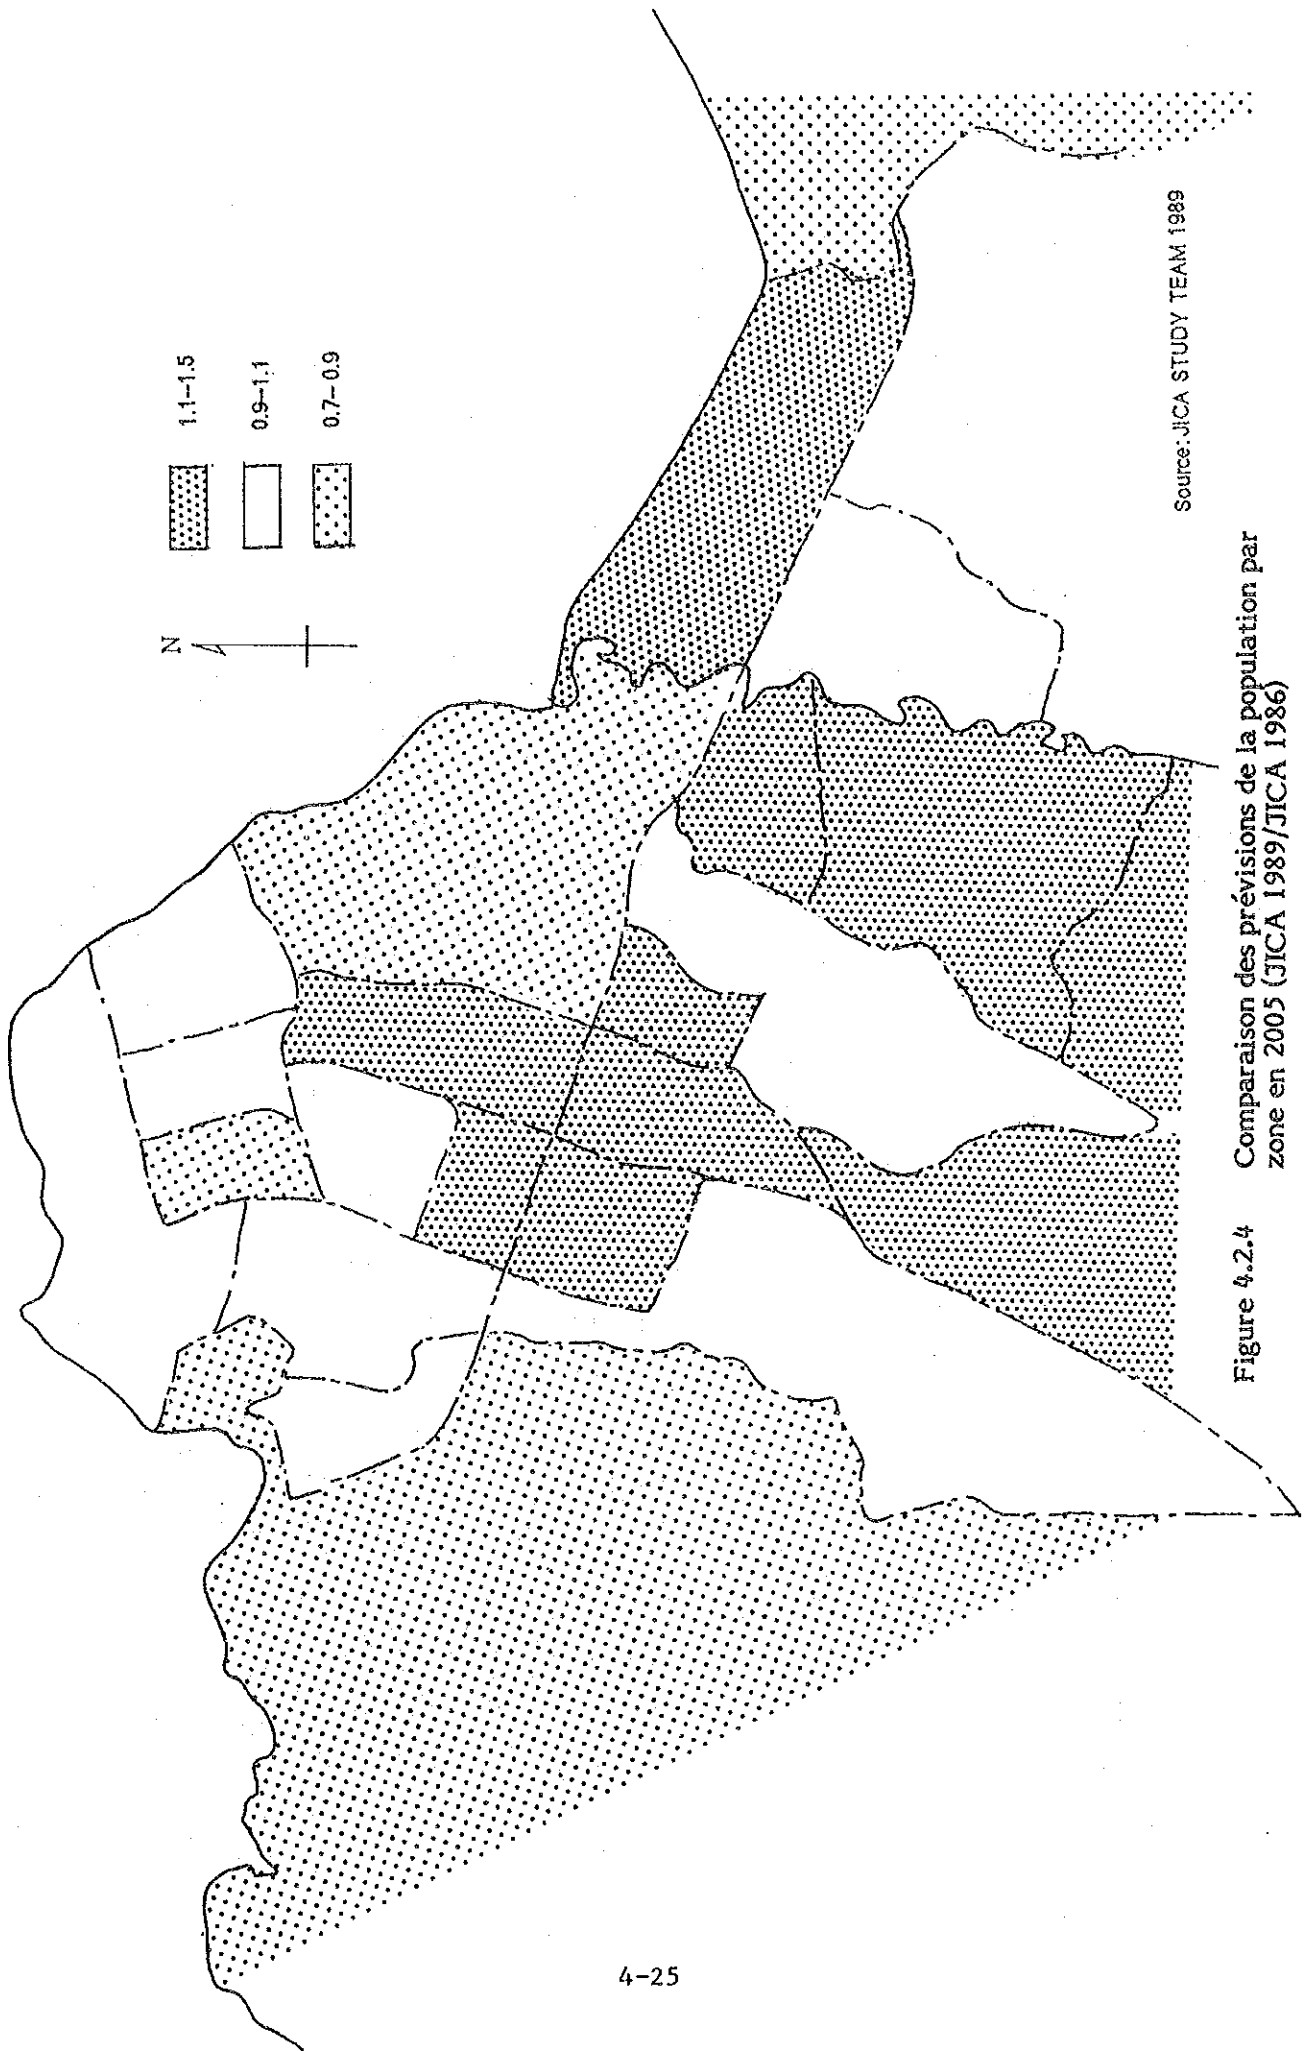 N
1.1–1.5
0.9–1.1
0.7–0.9
Source: JICA STUDY TEAM 1989
Figure 4.2.4 Comparaison des prévisions de la population par
zone en 2005 (JICA 1989/JICA 1986)
4-25